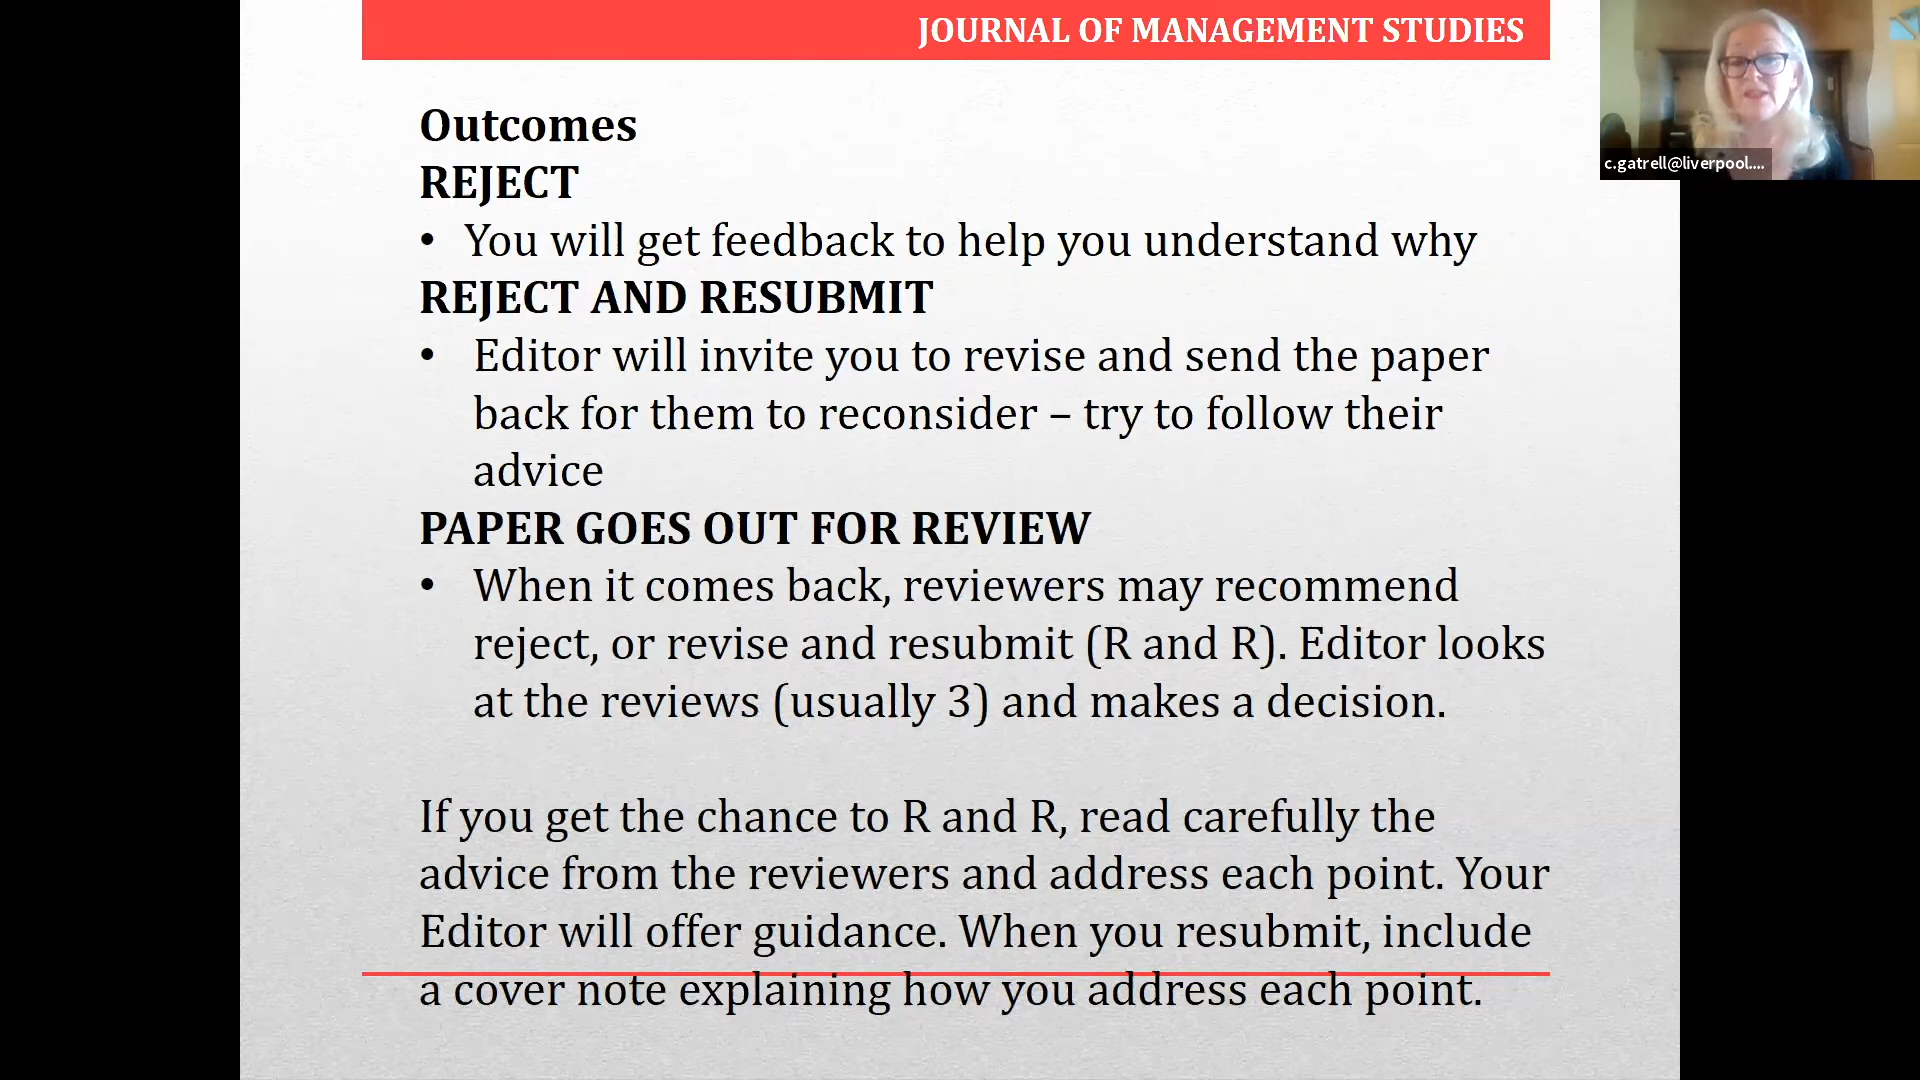 JOURNAL OF MANAGEMENT STUDIES
c.gatrell@liverpool....
Outcomes
REJECT
• You will get feedback to help you understand why
REJECT AND RESUBMIT
• Editor will invite you to revise and send the paper
back for them to reconsider – try to follow their
advice
PAPER GOES OUT FOR REVIEW
• When it comes back, reviewers may recommend
reject, or revise and resubmit (R and R). Editor looks
at the reviews (usually 3) and makes a decision.
If you get the chance to R and R, read carefully the
advice from the reviewers and address each point. Your
Editor will offer guidance. When you resubmit, include
a cover note explaining how you address each point.